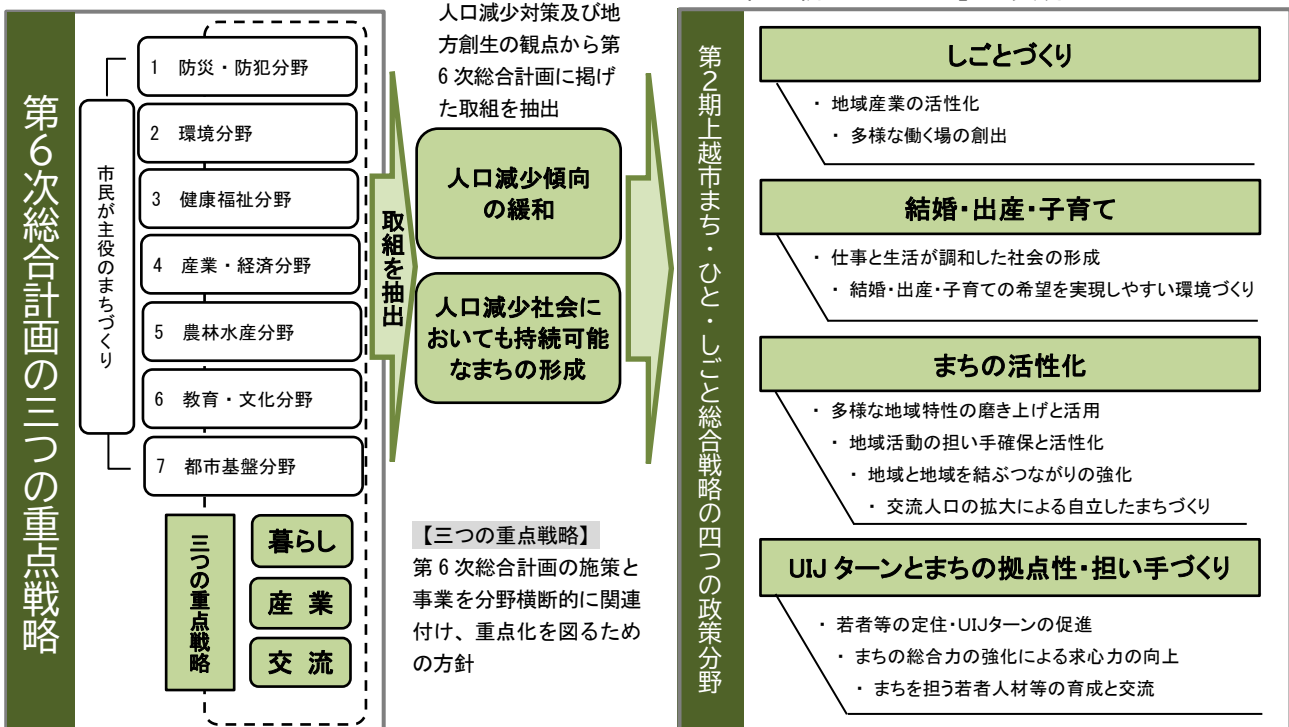 第6次総合計画の三つの重点戦略
市民が主役のまちづくり
1 防災・防犯分野
2 環境分野
3 健康福祉分野
4 産業・経済分野
5 農林水産分野
6 教育・文化分野
7 都市基盤分野
三つの重点戦略
暮らし
産 業
交 流
取組を抽出
人口減少対策及び地
方創生の観点から第
6 次総合計画に掲げ
た取組を抽出
人口減少傾向
の緩和
人口減少社会に
おいても持続可能
なまちの形成
【三つの重点戦略】
第 6 次総合計画の施策と
事業を分野横断的に関連
付け、重点化を図るため
の方針
第2期上越市まち・ひと・しごと総合戦略の四つの政策分野
しごとづくり
・ 地域産業の活性化
・ 多様な働く場の創出
結婚・出産・子育て
・ 仕事と生活が調和した社会の形成
・ 結婚・出産・子育ての希望を実現しやすい環境づくり
まちの活性化
・ 多様な地域特性の磨き上げと活用
・ 地域活動の担い手確保と活性化
・ 地域と地域を結ぶつながりの強化
・ 交流人口の拡大による自立したまちづくり
UIJ ターンとまちの拠点性・担い手づくり
・ 若者等の定住・UIJターンの促進
・ まちの総合力の強化による求心力の向上
・ まちを担う若者人材等の育成と交流